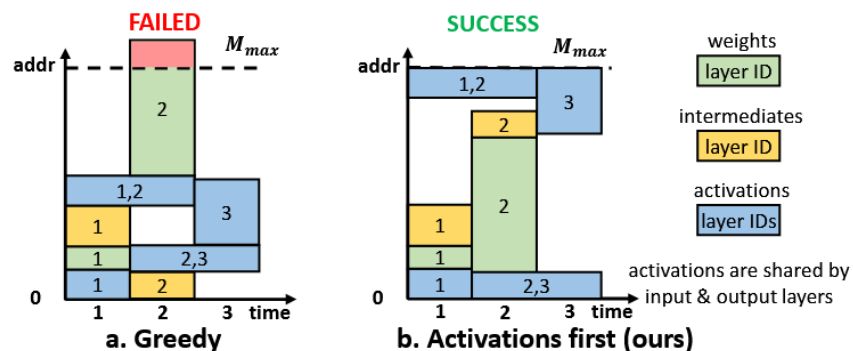 FAILED
M_max
addr
2
1,2
1
3
1
2,3
1
2
0
1
2
3
time
a. Greedy
SUCCESS
M_max
addr
1,2
3
2
1
2
1
1
2,3
0
1
2
3
time
b. Activations first (ours)
weights
layer ID
intermediates
layer ID
activations
layer IDs
activations are shared by
input & output layers